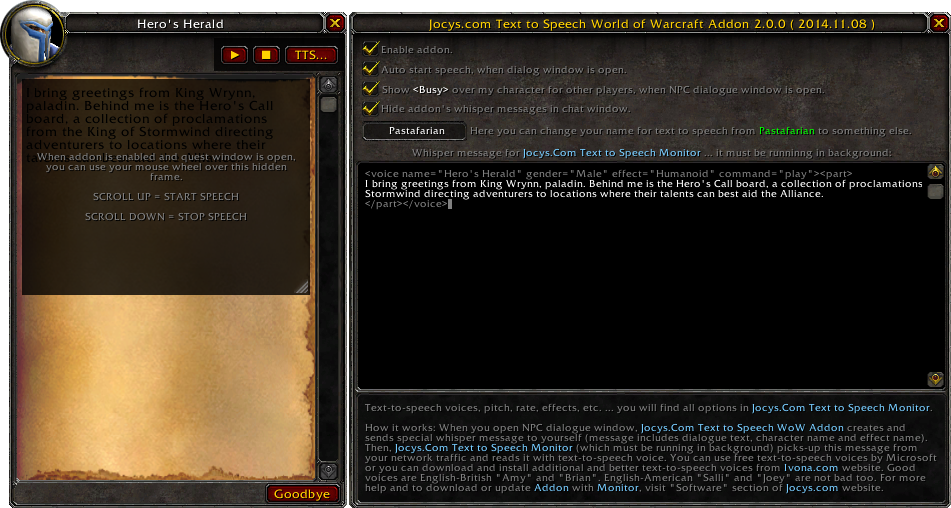 Hero's Herald
TTS...
I bring greetings from King Wrynn,
paladin. Behind me is the Hero's Call
board, a collection of proclamations
from the King of Stormwind directing
adventurers to locations where their
When addon is enabled and quest window is open,
you can use your mouse wheel over this hidden
frame.
SCROLL UP = START SPEECH
SCROLL DOWN = STOP SPEECH
Goodbye
Jocys.com Text to Speech World of Warcraft Addon 2.0.0 ( 2014.11.08 )
Enable addon.
Auto start speech, when dialog window is open.
Show <Busy> over my character for other players, when NPC dialogue window is open.
Hide addon's whisper messages in chat window.
Pastafarian Here you can change your name for text to speech from Pastafarian to something else.
Whisper message for Jocys.Com Text to Speech Monitor ... it must be running in background:
<voice name="Hero's Herald" gender="Male" effect="Humanoid" command="play"><part>
I bring greetings from King Wrynn, paladin. Behind me is the Hero's Call board, a collection of proclamations
Stormwind directing adventurers to locations where their talents can best aid the Alliance.
</part></voice>
Text-to-speech voices, pitch, rate, effects, etc. ... you will find all options in Jocys.Com Text to Speech Monitor.
How it works: When you open NPC dialogue window, Jocys.Com Text to Speech WoW Addon creates and
sends special whisper message to yourself (message includes dialogue text, character name and effect name).
Then, Jocys.Com Text to Speech Monitor (which must be running in background) picks-up this message from
your network traffic and reads it with text-to-speech voice. You can use free text-to-speech voices by Microsoft
or you can download and install additional and better text-to-speech voices from Ivona.com website. Good
voices are English-British "Amy" and "Brian". English-American "Salli" and "Joey" are not bad too. For more
help and to download or update Addon with Monitor, visit "Software" section of Jocys.com website.